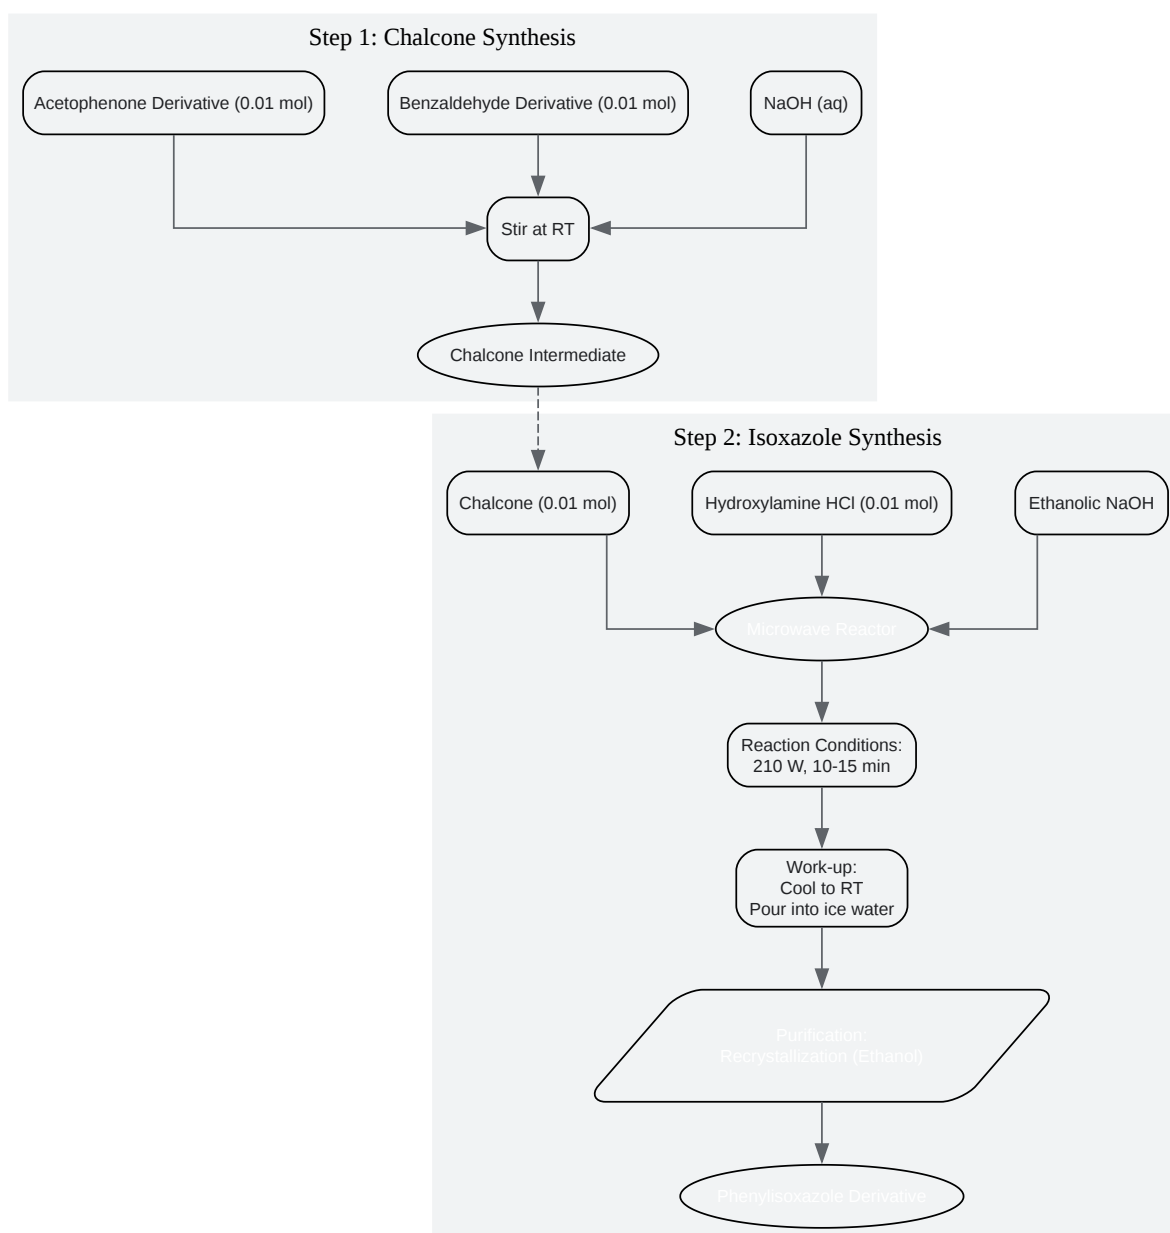 Step 1: Chalcone Synthesis
Acetophenone Derivative (0.01 mol)
Benzaldehyde Derivative (0.01 mol)
NaOH (aq)
Stir at RT
Chalcone Intermediate
Step 2: Isoxazole Synthesis
Chalcone (0.01 mol)
Hydroxylamine HCl (0.01 mol)
Ethanolic NaOH
Microwave Reactor
Reaction Conditions:
210 W, 10-15 min
Work-up:
Cool to RT
Pour into ice water
Purification:
Recrystallization (Ethanol)
Phenylisoxazole Derivative